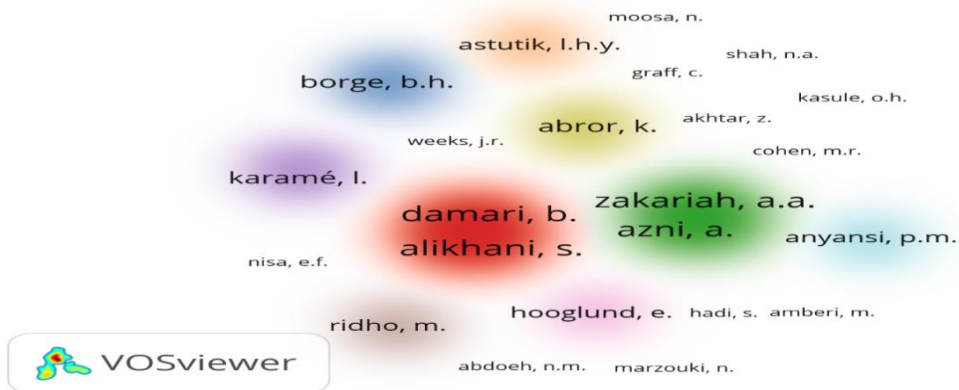 moosa, n.
astutik, l.h.y.
shah, n.a.
graff, c.
borge, b.h.
kasule, o.h.
akhtar, z.
abror, k.
weeks, j.r.
cohen, m.r.
karamé, l.
zakariah, a.a.
damari, b.
azni, a.
anyansi, p.m.
alikhani, s.
nisa, e.f.
hooglund, e.
hadi, s.
amberi, m.
ridho, m.
abdoeh, n.m.
marzouki, n.
VOSviewer